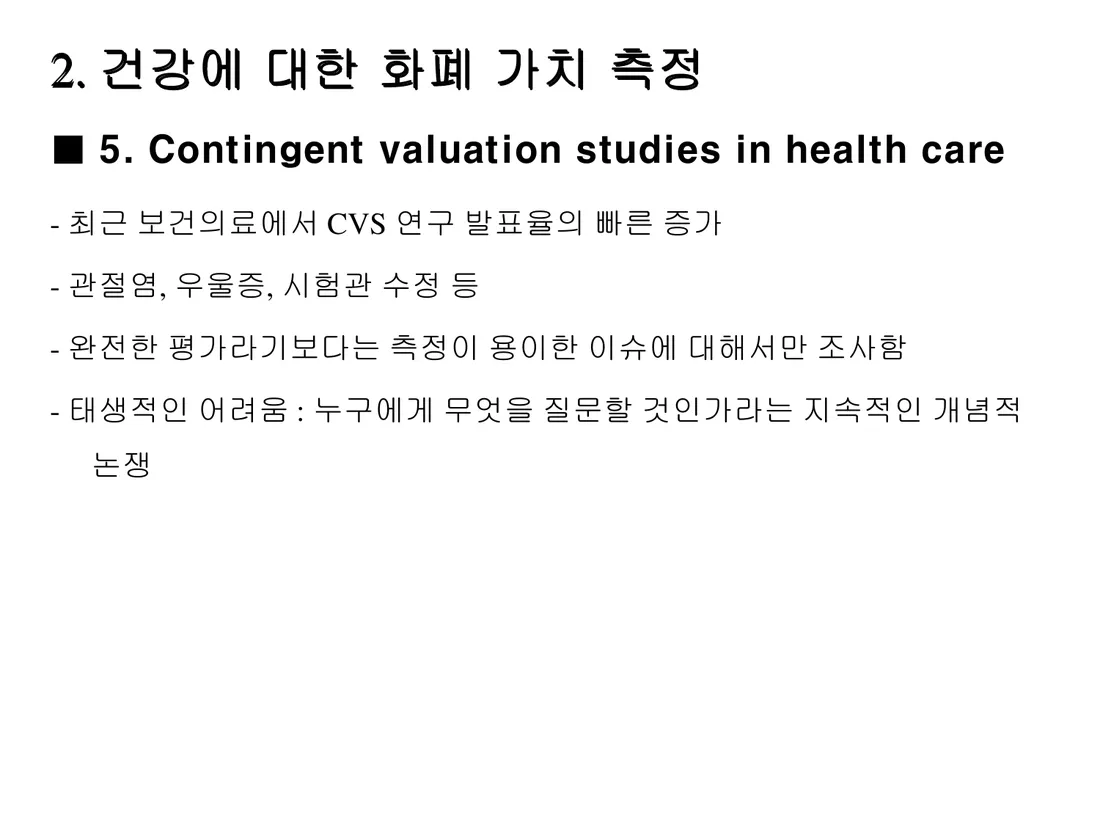 2. 건강에 대한 화폐 가치 측정
■ 5. Contingent valuation studies in health care
- 최근 보건의료에서 CVS 연구 발표율의 빠른 증가
- 관절염, 우울증, 시험관 수정 등
- 완전한 평가라기보다는 측정이 용이한 이슈에 대해서만 조사함
- 태생적인 어려움 : 누구에게 무엇을 질문할 것인가라는 지속적인 개념적
논쟁